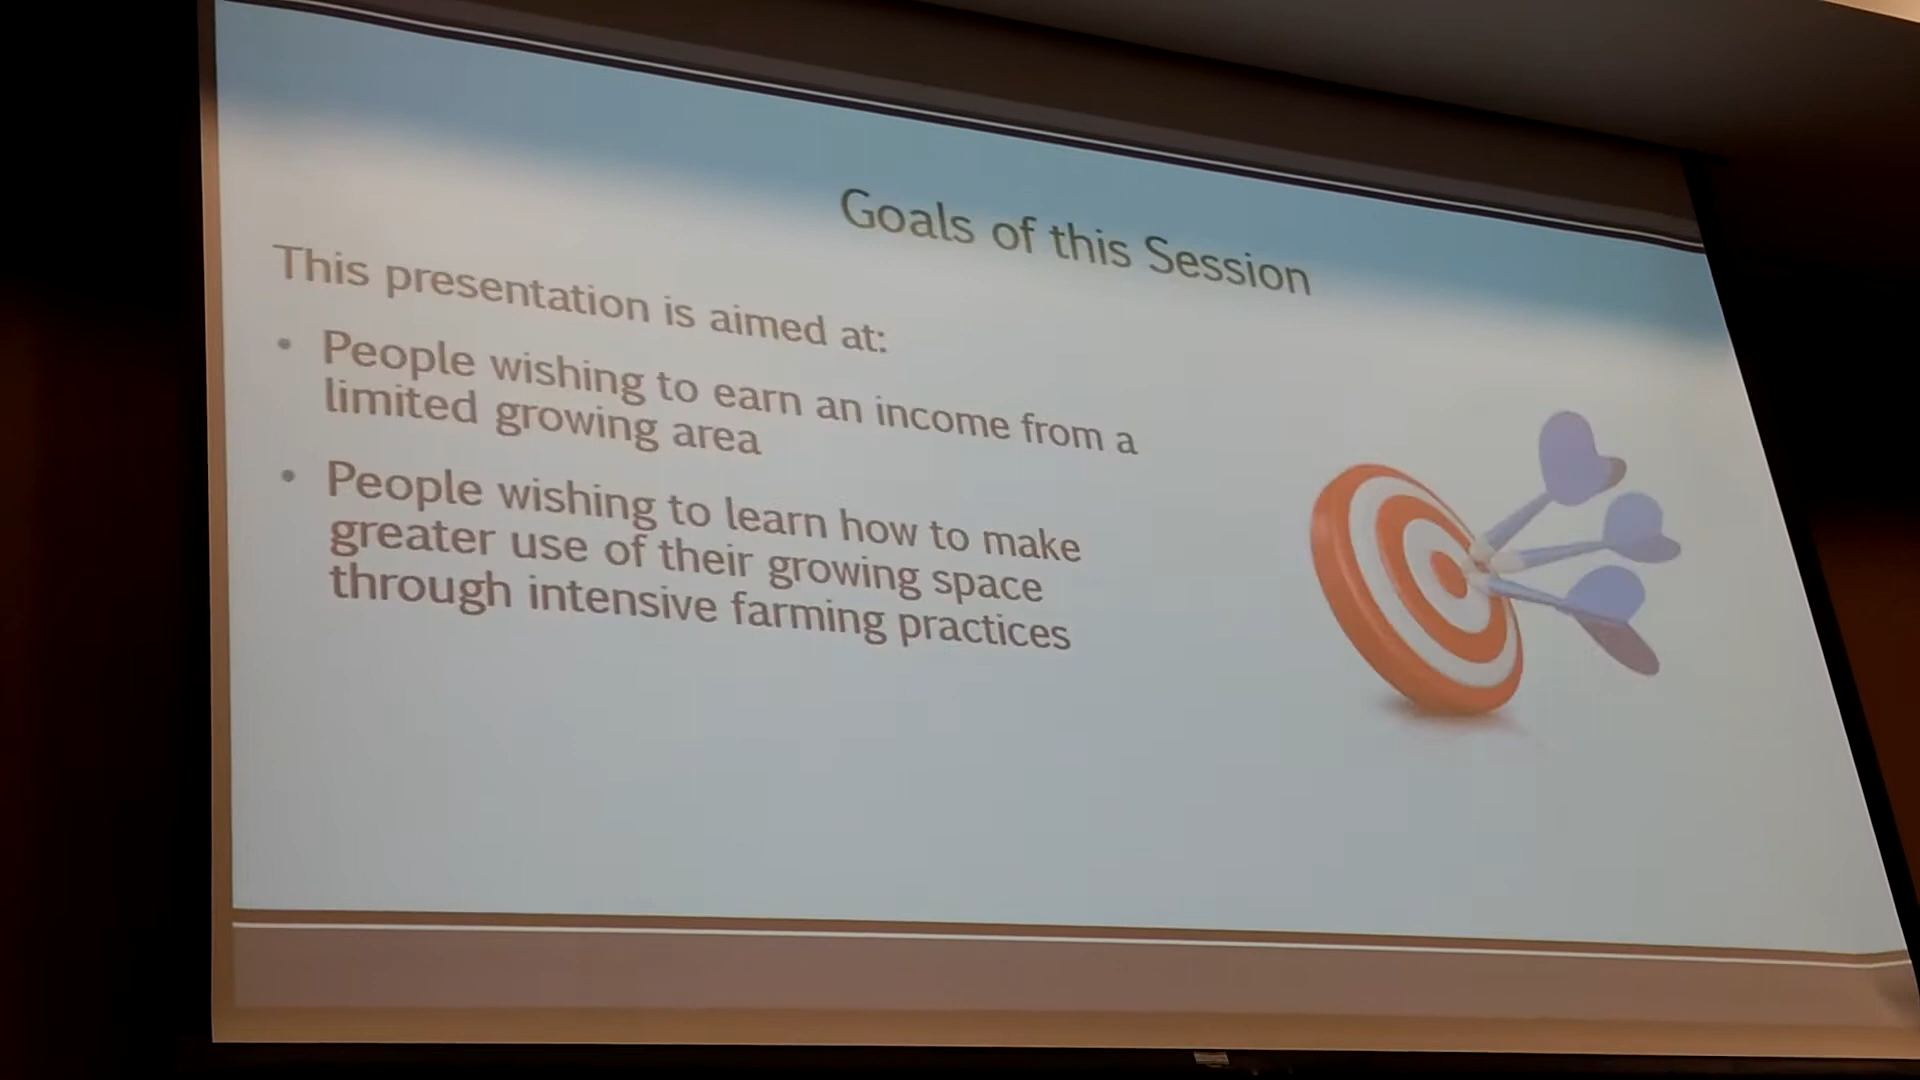 Goals of this Session
This presentation is aimed at:
• People wishing to earn an income from a
limited growing area
• People wishing to learn how to make
greater use of their growing space
through intensive farming practices